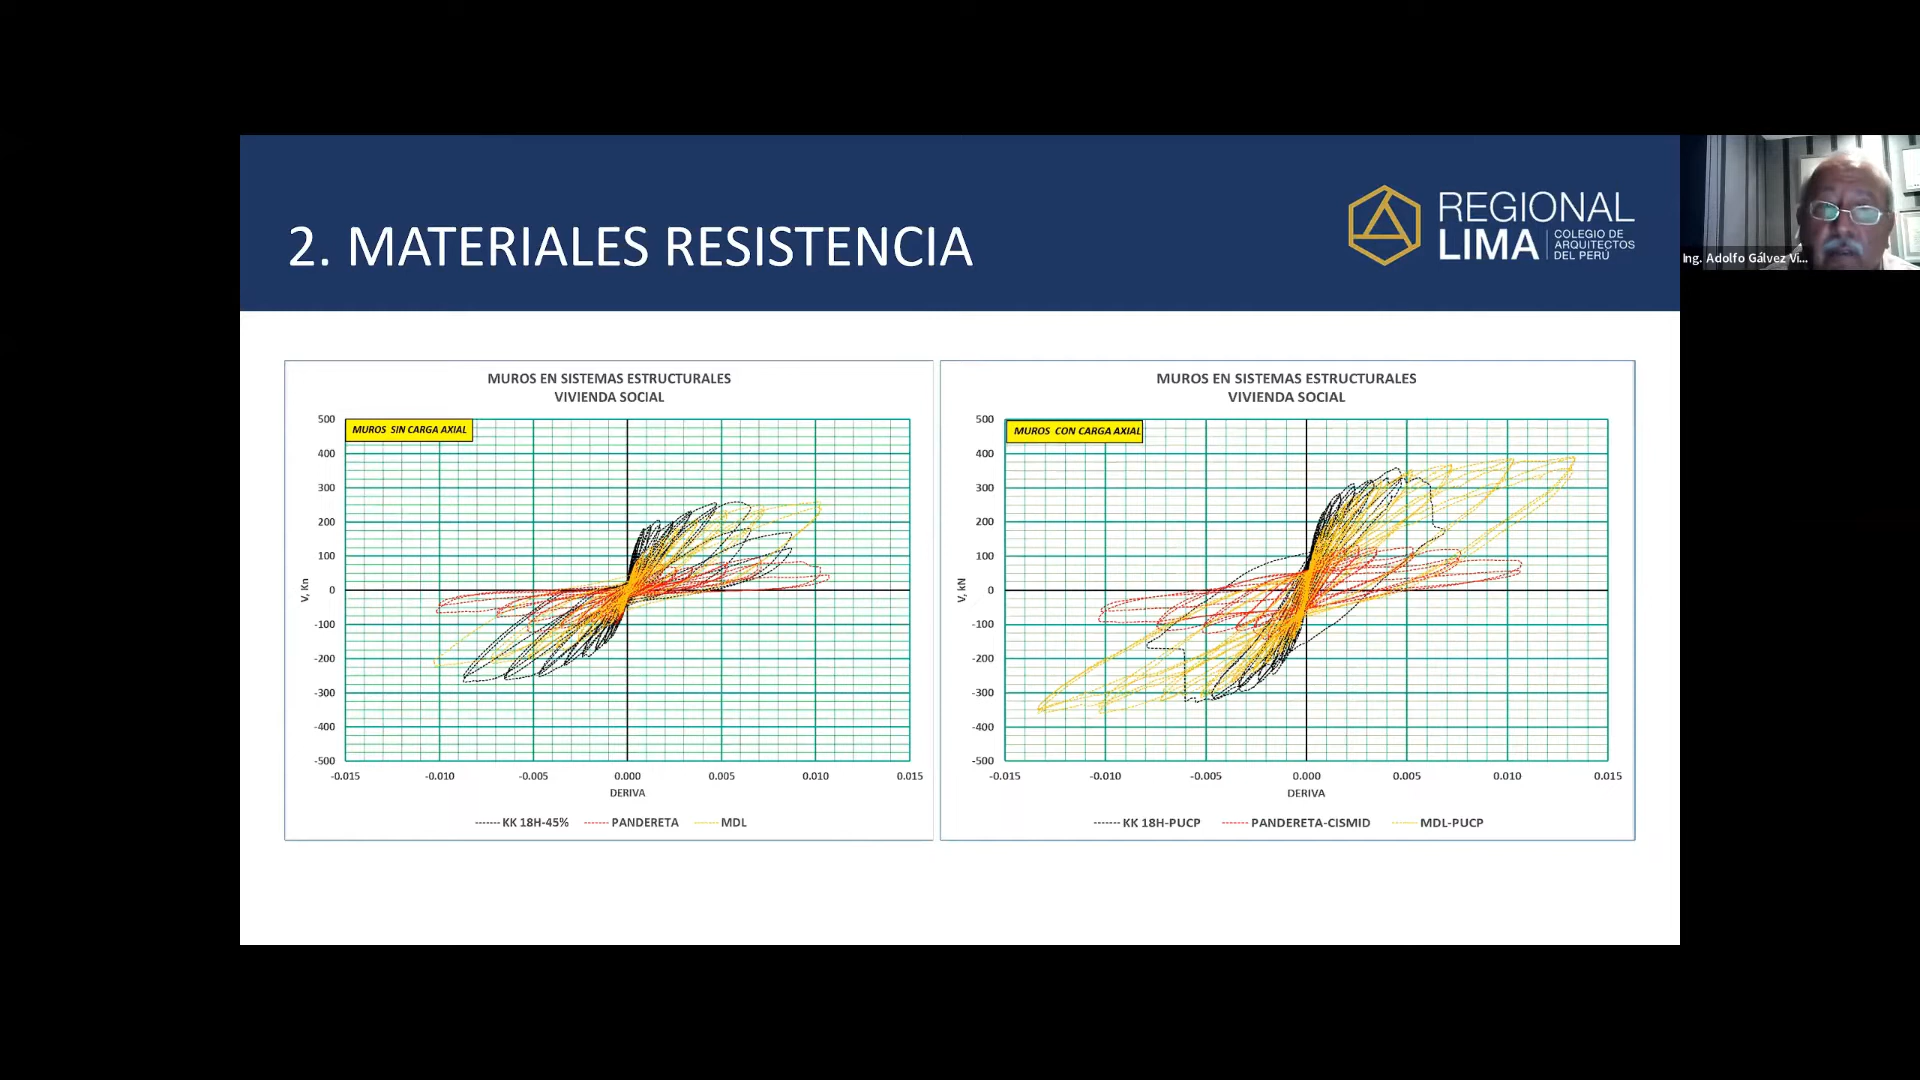 2. MATERIALES RESISTENCIA
REGIONAL
LIMA
COLEGIO DE
ARQUITECTOS
DEL PERÚ
Ing. Adolfo Gálvez Vi...
MUROS EN SISTEMAS ESTRUCTURALES
VIVIENDA SOCIAL
MUROS SIN CARGA AXIAL
500
400
300
200
100
0
-100
-200
-300
-400
-500
V, Kn
-0.015 -0.010 -0.005 0.000 0.005 0.010 0.015
DERIVA
KK 18H-45% PANDERETA MDL
MUROS EN SISTEMAS ESTRUCTURALES
VIVIENDA SOCIAL
MUROS CON CARGA AXIAL
500
400
300
200
100
0
-100
-200
-300
-400
-500
V, kN
-0.015 -0.010 -0.005 0.000 0.005 0.010 0.015
DERIVA
KK 18H-PUCP PANDERETA-CISMID MDL-PUCP